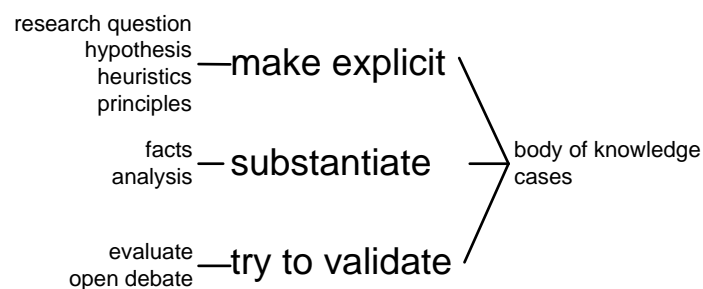 research question
hypothesis
heuristics
principles
make explicit
facts
analysis
substantiate
body of knowledge
cases
evaluate
open debate
try to validate